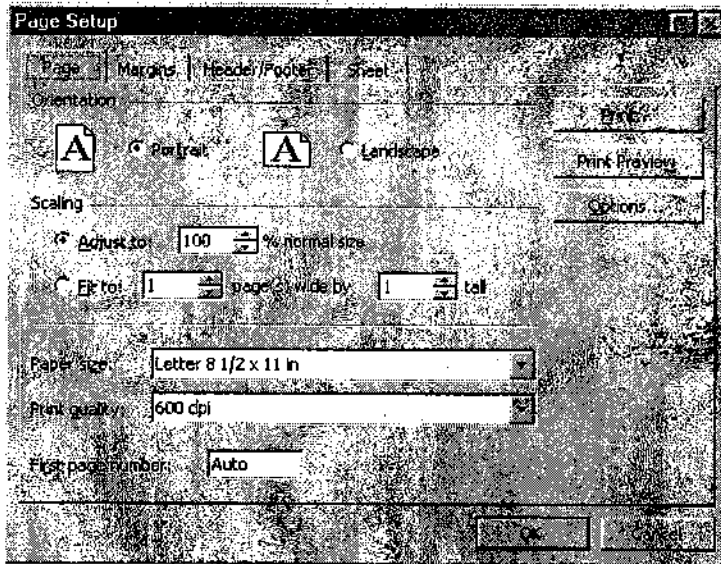 Page Setup
Page Margins Header/Footer Sheet
Orientation
A Portrait A Landscape
Print...
Print Preview
Options...
Scaling
Adjust to: 100 % normal size
Fit to: 1 page(s) wide by 1 tall
Paper size: Letter 8 1/2 x 11 in
Print quality: 600 dpi
First page number: Auto
OK Cancel